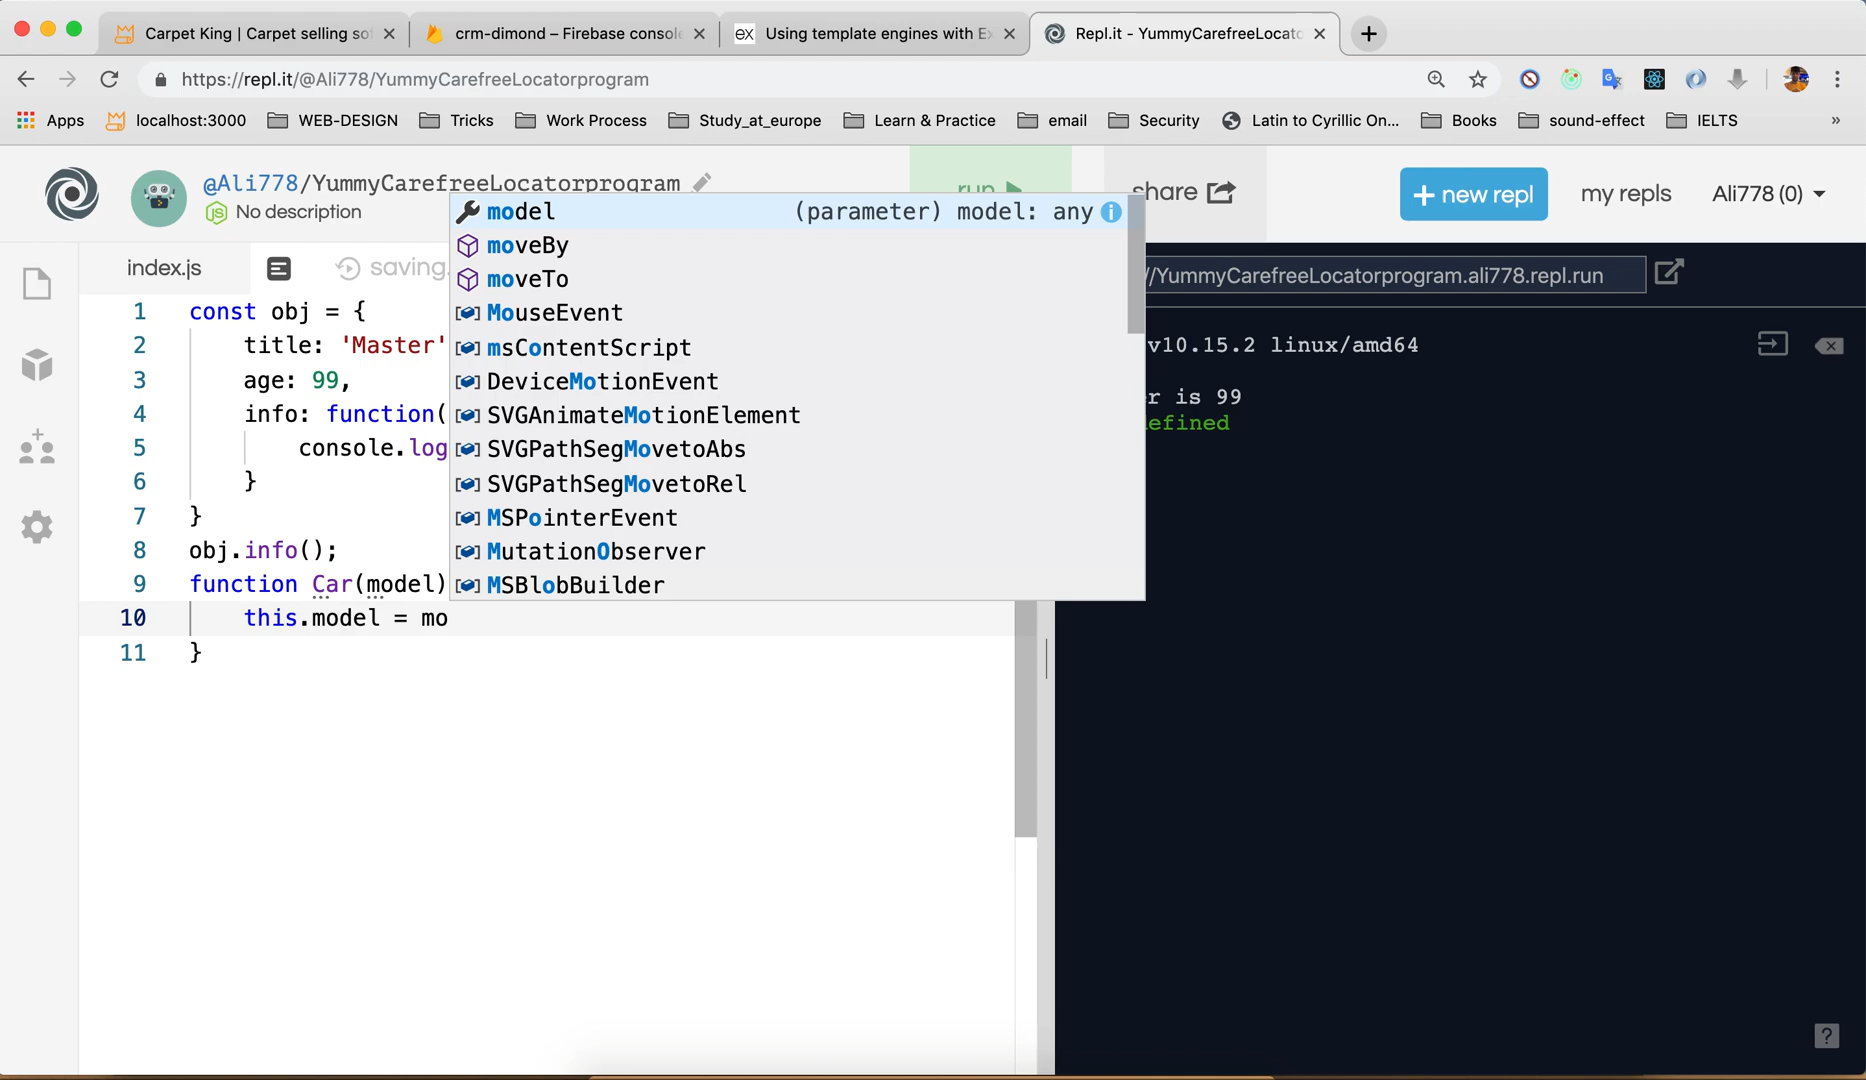 Carpet King | Carpet selling so
crm-dimond – Firebase console
ex Using template engines with Ex
Repl.it - YummyCarefreeLocato
https://repl.it/@Ali778/YummyCarefreeLocatorprogram
Apps localhost:3000 WEB-DESIGN Tricks Work Process Study_at_europe Learn & Practice email Security Latin to Cyrillic On... Books sound-effect IELTS »
@Ali778/YummyCarefreeLocatorprogram
No description
run
share
+ new repl
my repls
Ali778 (0)
index.js
saving.
//YummyCarefreeLocatorprogram.ali778.repl.run
model (parameter) model: any
moveBy
moveTo
MouseEvent
msContentScript
DeviceMotionEvent
SVGAnimateMotionElement
SVGPathSegMovetoAbs
SVGPathSegMovetoRel
MSPointerEvent
MutationObserver
MSBlobBuilder
1 const obj = {
2 title: 'Master'
3 age: 99,
4 info: function(
5 console.log
6 }
7 }
8 obj.info();
9 function Car(model)
10 this.model = mo
11 }
v10.15.2 linux/amd64
r is 99
efined
?